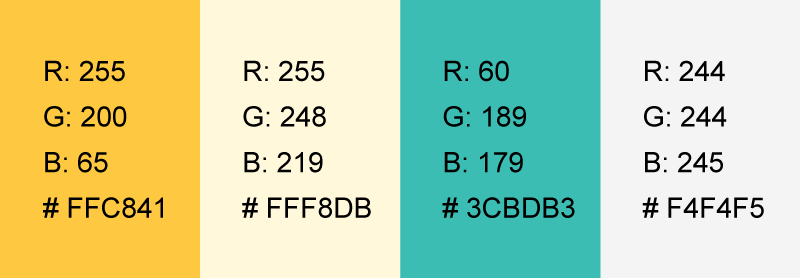 R: 255
G: 200
B: 65
# FFC841
R: 255
G: 248
B: 219
# FFF8DB
R: 60
G: 189
B: 179
# 3CBDB3
R: 244
G: 244
B: 245
# F4F4F5